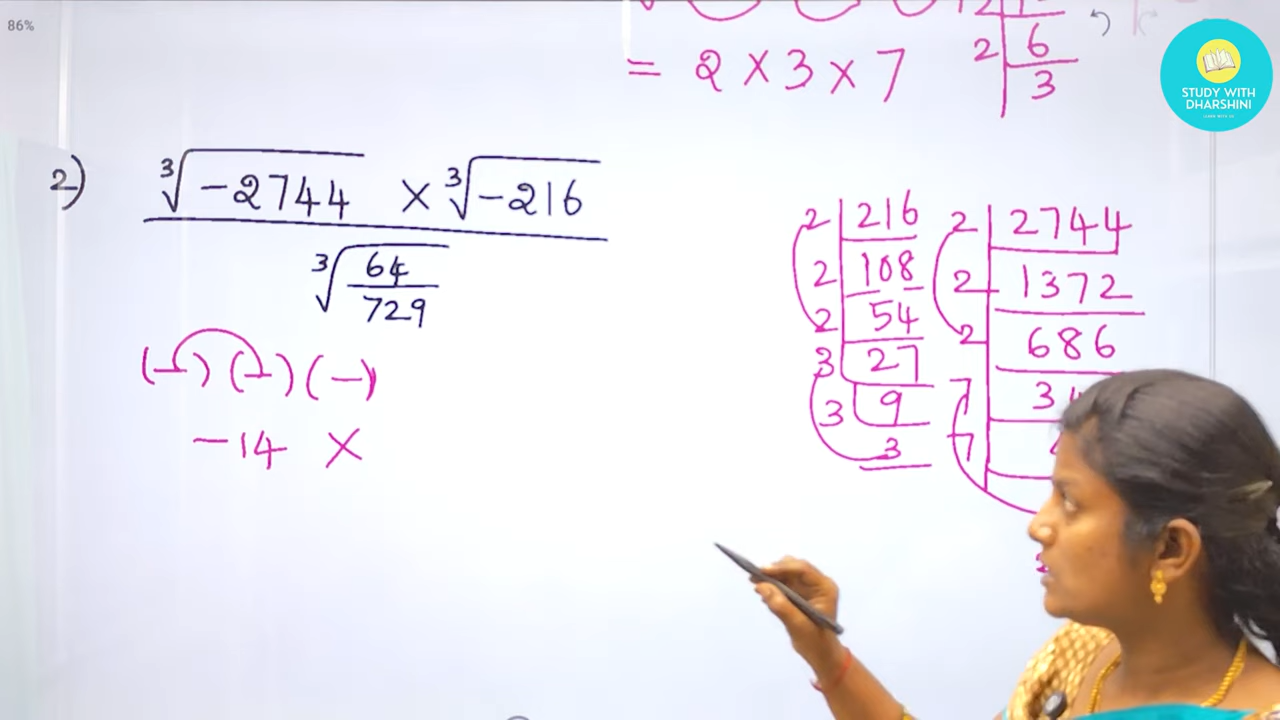 86%
= 2 × 3 × 7
2 | 6
3
STUDY WITH
DHARSHINI
2) ∛-2744 × ∛-216
∛64/729
(-) (-) (-)
-14 ×
2 | 216
2 | 108
2 | 54
3 | 27
3 | 9
3
2 | 2744
2 | 1372
2 | 686
7 | 34
7